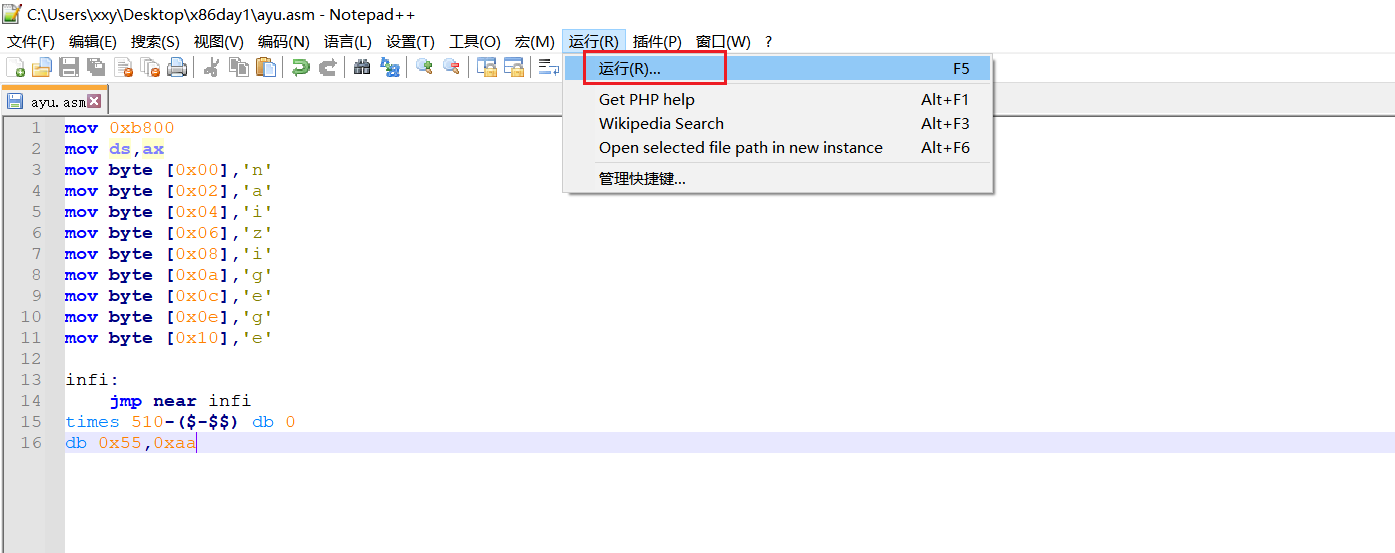 C:\Users\xxy\Desktop\x86day1\ayu.asm - Notepad++
文件(F) 编辑(E) 搜索(S) 视图(V) 编码(N) 语言(L) 设置(T) 工具(O) 宏(M) 运行(R) 插件(P) 窗口(W) ?
运行(R)... F5
Get PHP help Alt+F1
Wikipedia Search Alt+F3
Open selected file path in new instance Alt+F6
管理快捷键...
ayu.asm
1 mov 0xb800
2 mov ds,ax
3 mov byte [0x00],'n'
4 mov byte [0x02],'a'
5 mov byte [0x04],'i'
6 mov byte [0x06],'z'
7 mov byte [0x08],'i'
8 mov byte [0x0a],'g'
9 mov byte [0x0c],'e'
10 mov byte [0x0e],'g'
11 mov byte [0x10],'e'
12
13 infi:
14 jmp near infi
15 times 510-($-$$) db 0
16 db 0x55,0xaa